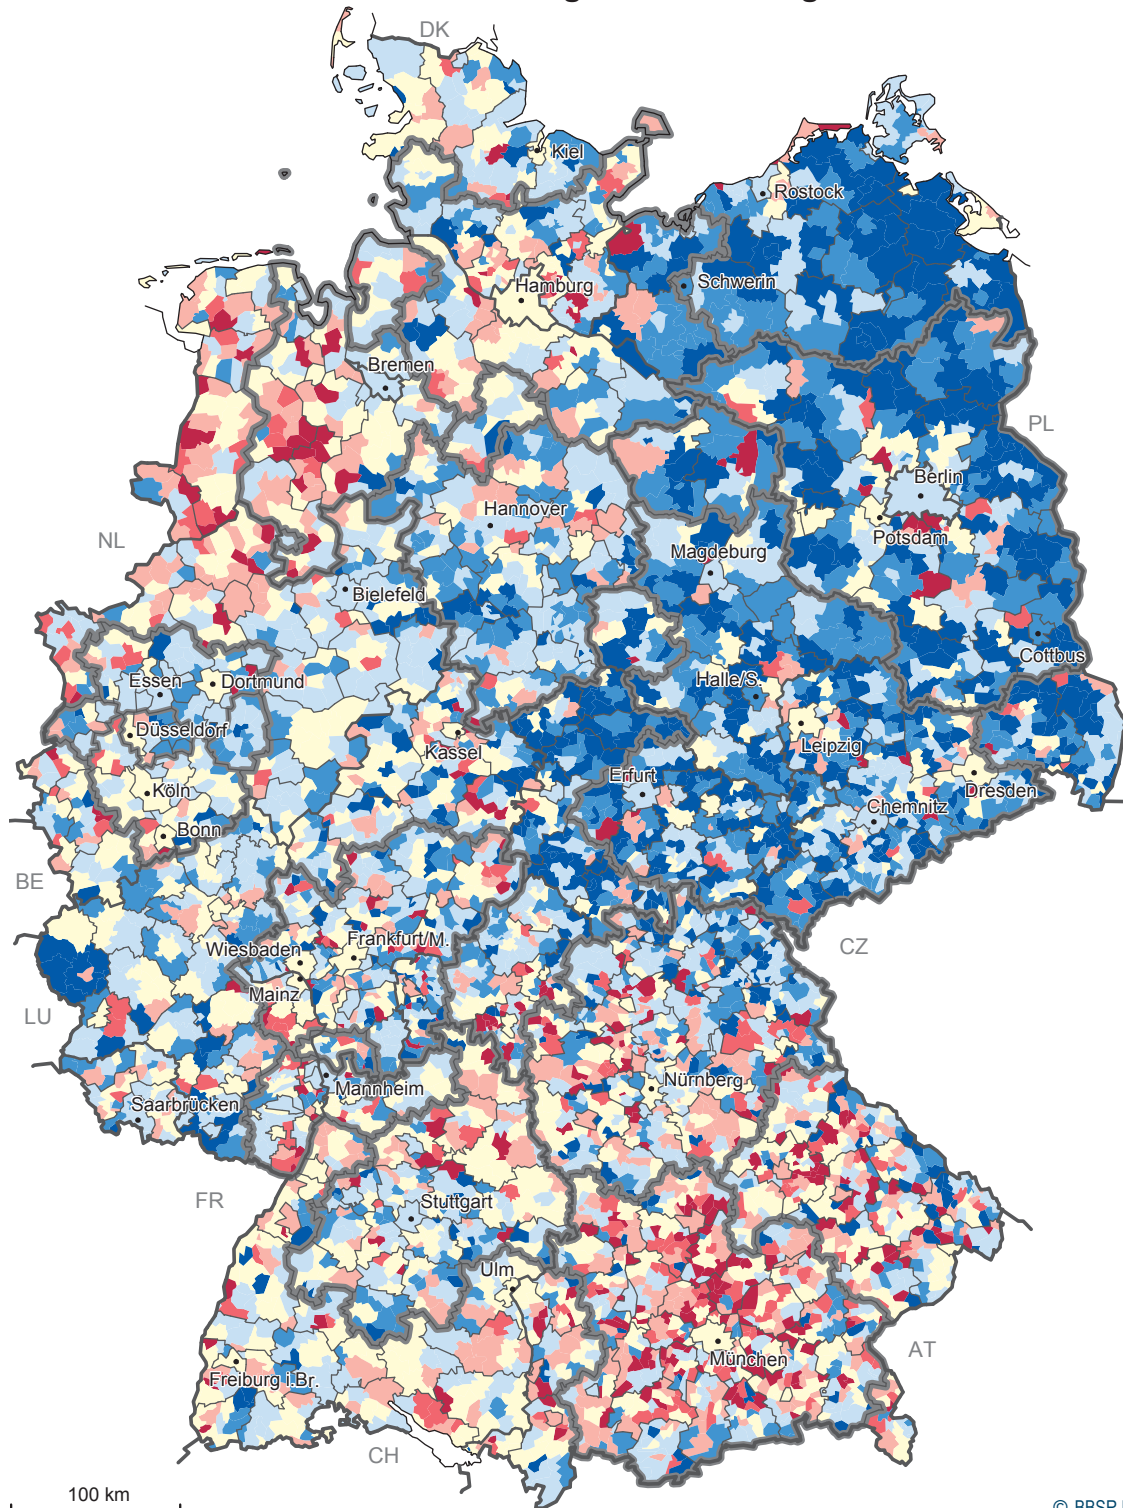 DK
Kiel
Rostock
Schwerin
Hamburg
Bremen
PL
Berlin
Hannover
NL
Potsdam
Magdeburg
Bielefeld
Cottbus
Essen
Dortmund
Halle/S.
Düsseldorf
Kassel
Leipzig
Erfurt
Köln
Dresden
Chemnitz
Bonn
BE
Wiesbaden
Frankfurt/M.
CZ
Mainz
LU
Nürnberg
Mannheim
Saarbrücken
FR
Stuttgart
Ulm
München
AT
Freiburg i.Br.
CH
100 km